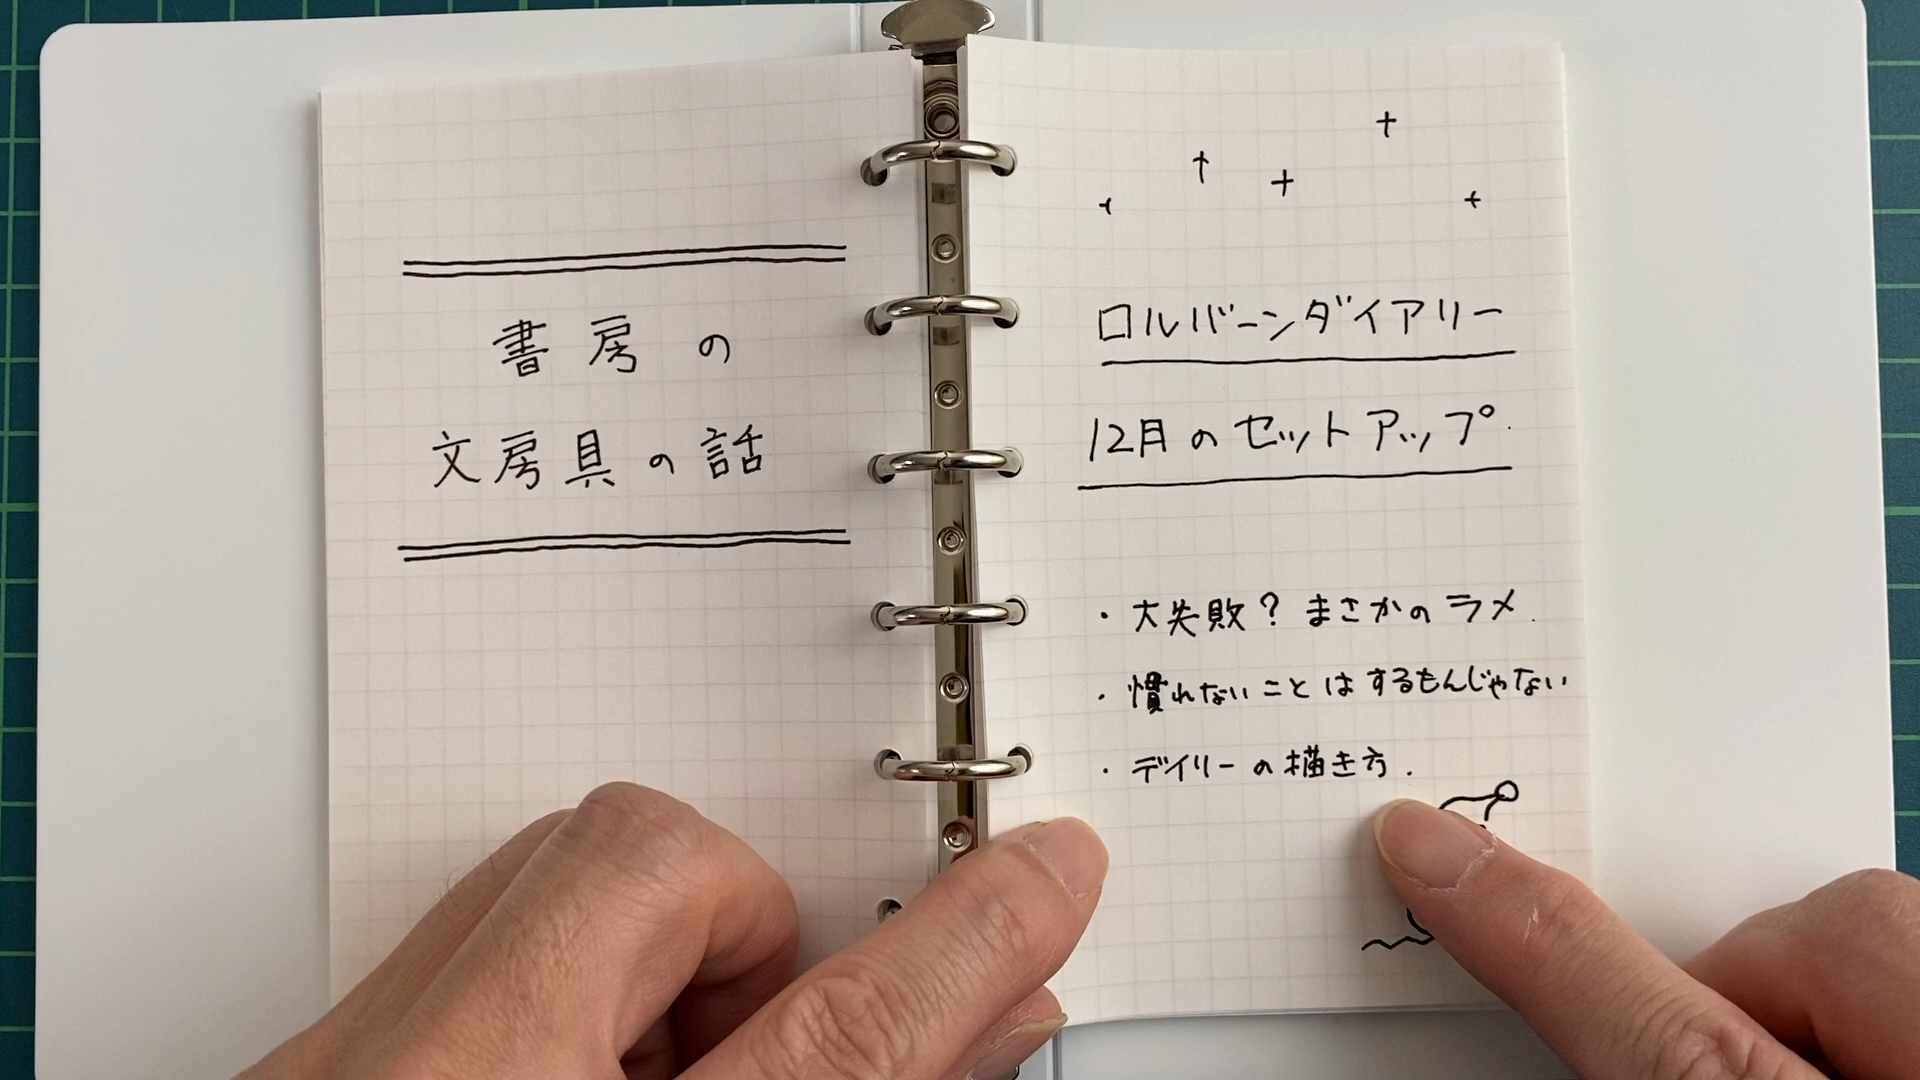 書房の
文房具の話
ロルバーンダイアリー
12月のセットアップ
・大失敗？まさかのラメ.
・慣れないことはするもんじゃない
・デイリーの描き方.